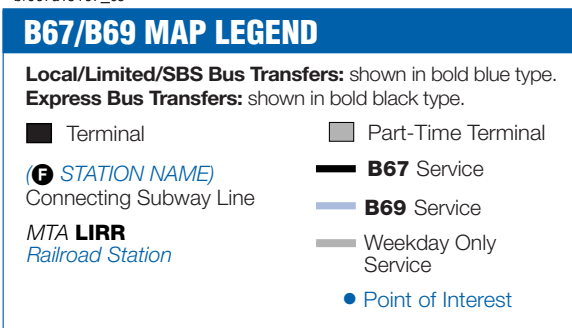 B67/B69 MAP LEGEND
Local/Limited/SBS Bus Transfers: shown in bold blue type.
Express Bus Transfers: shown in bold black type.
Terminal
Part-Time Terminal
(F STATION NAME)
Connecting Subway Line
MTA LIRR
Railroad Station
B67 Service
B69 Service
Weekday Only
Service
Point of Interest